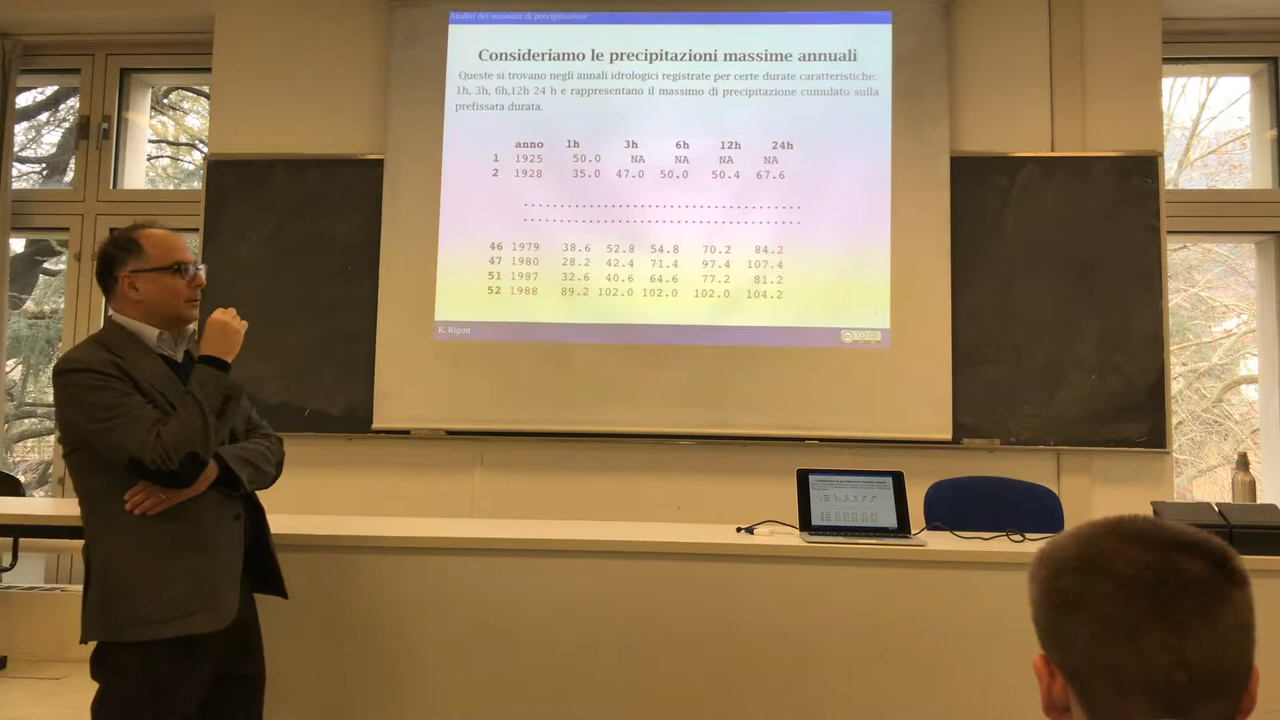 Analisi dei massimi di precipitazione
Consideriamo le precipitazioni massime annuali
Queste si trovano negli annali idrologici registrate per certe durate caratteristiche:
1h, 3h, 6h,12h 24 h e rappresentano il massimo di precipitazione cumulato sulla
prefissata durata.
anno 1h 3h 6h 12h 24h
1 1925 50.0 NA NA NA NA
2 1928 35.0 47.0 50.0 50.4 67.6
......................................
......................................
46 1979 38.6 52.8 54.8 70.2 84.2
47 1980 28.2 42.4 71.4 97.4 107.4
51 1987 32.6 40.6 64.6 77.2 81.2
52 1988 89.2 102.0 102.0 102.0 104.2
R. Rigon